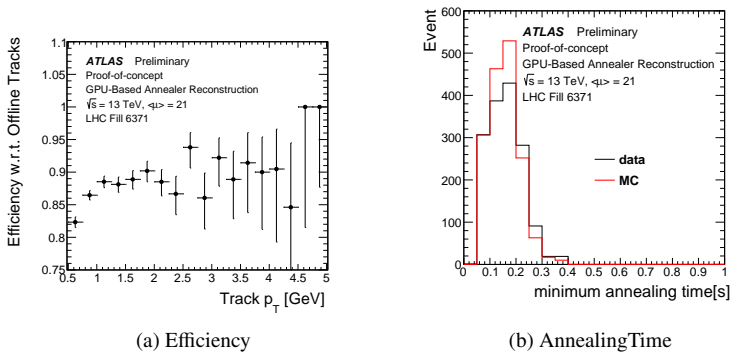 Efficiency w.r.t. Offline Tracks
1.1
1.05
1
0.95
0.9
0.85
0.8
0.75
ATLAS Preliminary
Proof-of-concept
GPU-Based Annealer Reconstruction
√s = 13 TeV, <μ> = 21
LHC Fill 6371
0.5 1 1.5 2 2.5 3 3.5 4 4.5 5
Track p_T [GeV]
(a) Efficiency
Event
600
500
400
300
200
100
0
ATLAS Preliminary
Proof-of-concept
GPU-Based Annealer Reconstruction
√s = 13 TeV, <μ> = 21
LHC Fill 6371
data
MC
0 0.1 0.2 0.3 0.4 0.5 0.6 0.7 0.8 0.9 1
minimum annealing time[s]
(b) AnnealingTime